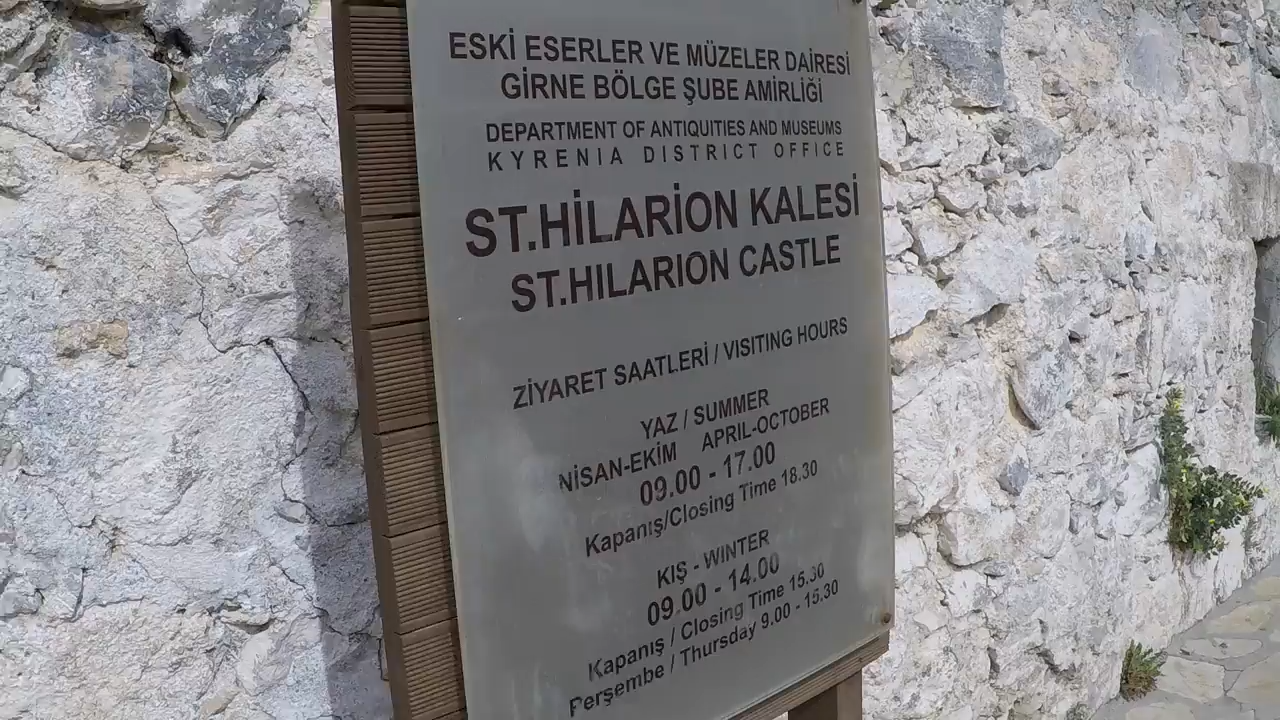 ESKİ ESERLER VE MÜZELER DAİRESİ
GİRNE BÖLGE ŞUBE AMİRLİĞİ
DEPARTMENT OF ANTIQUITIES AND MUSEUMS
KYRENIA DISTRICT OFFICE
ST.HİLARİON KALESİ
ST.HILARION CASTLE
ZİYARET SAATLERİ / VISITING HOURS
YAZ / SUMMER
NİSAN-EKİM APRIL-OCTOBER
09.00 - 17.00
Kapanış/Closing Time 18.30
KIŞ - WINTER
09.00 - 14.00
Kapanış / Closing Time 15.30
Perşembe / Thursday 9.00 - 15.30